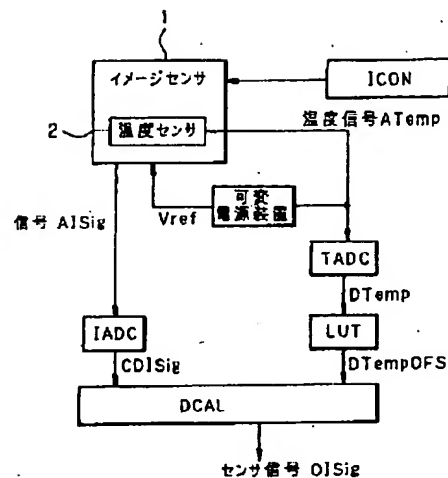 1
イメージセンサ
ICON
2
温度センサ
温度信号ATemp
信号 AISig
Vref
可変
電源装置
TADC
DTemp
IADC
LUT
CDISig
DTempOFS
DCAL
センサ信号 OISig